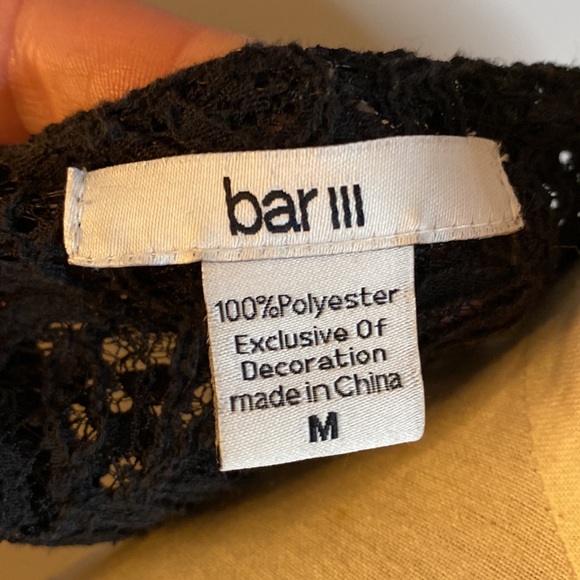 bar III
100%Polyester
Exclusive Of
Decoration
made in China
M